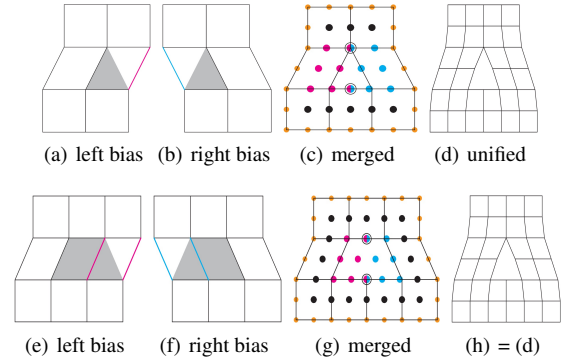 (a) left bias (b) right bias (c) merged (d) unified
(e) left bias (f) right bias (g) merged (h) = (d)